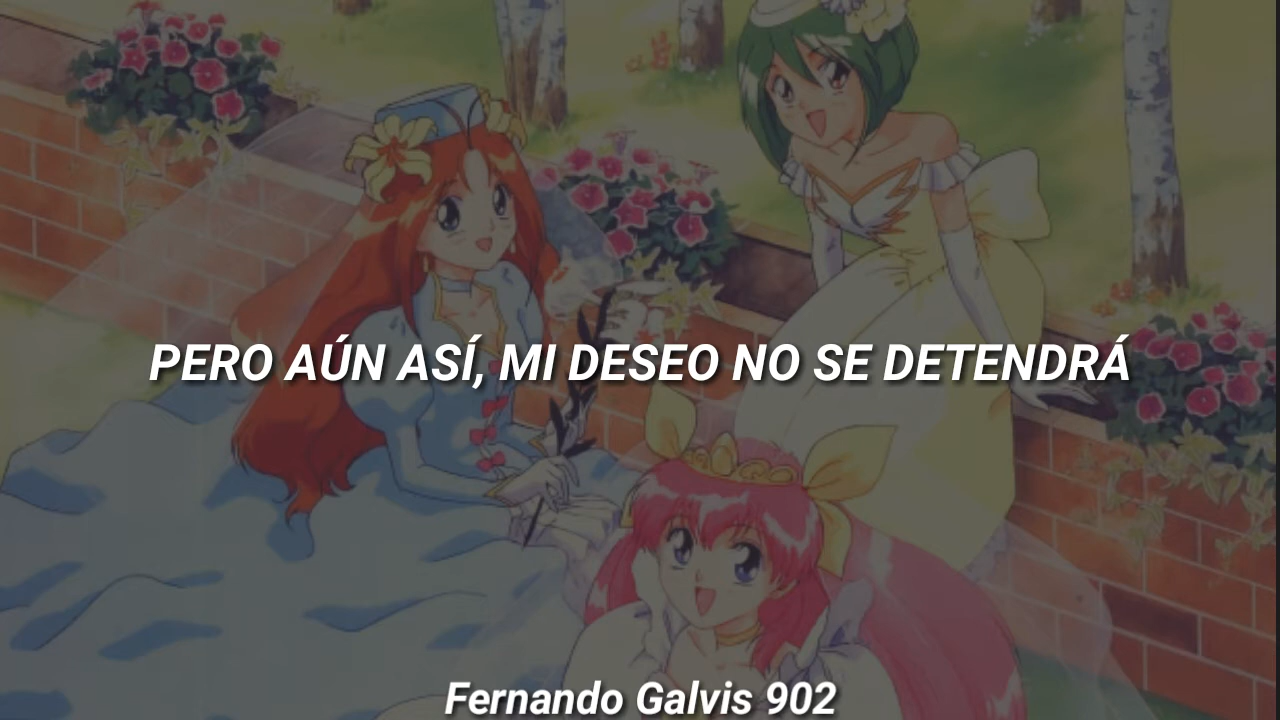 PERO AÚN ASÍ, MI DESEO NO SE DETENDRÁ
Fernando Galvis 902